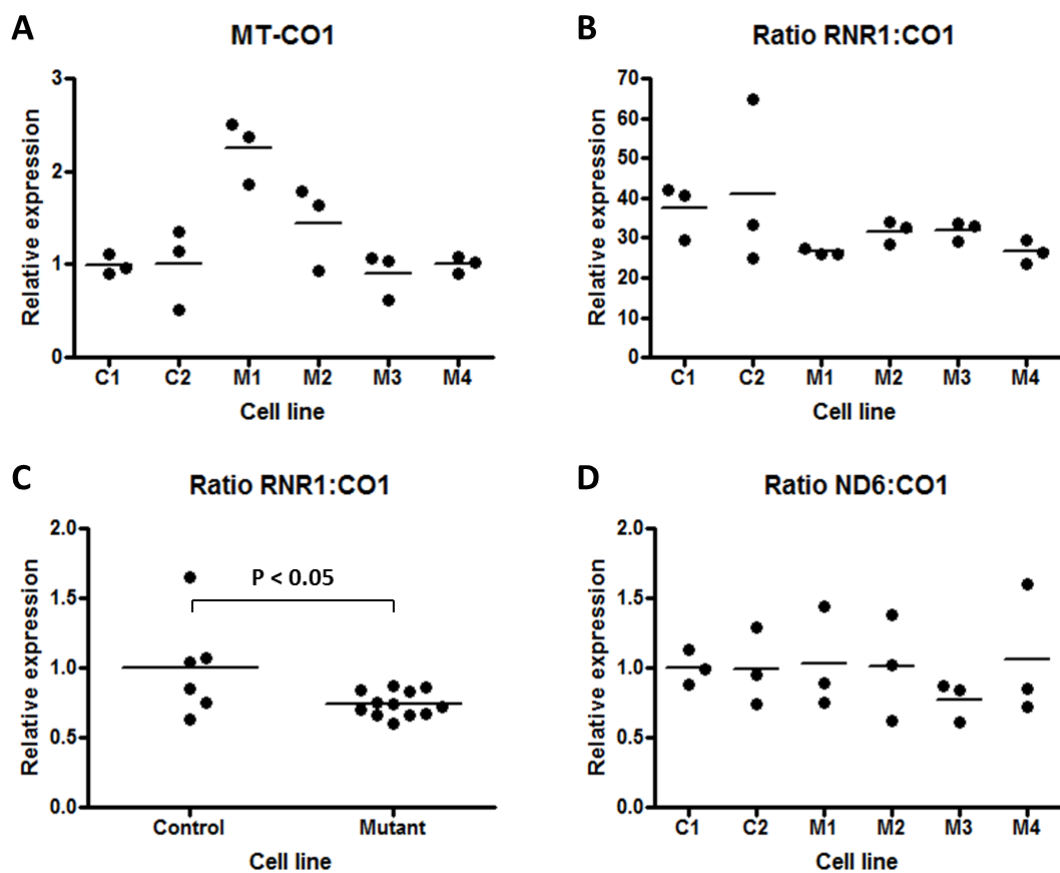 A
MT-CO1
Relative expression
3
2
1
0
C1 C2 M1 M2 M3 M4
Cell line
B
Ratio RNR1:CO1
Relative expression
70
60
50
40
30
20
10
0
C1 C2 M1 M2 M3 M4
Cell line
C
Ratio RNR1:CO1
Relative expression
2.0
1.5
1.0
0.5
0.0
P < 0.05
Control Mutant
Cell line
D
Ratio ND6:CO1
Relative expression
2.0
1.5
1.0
0.5
0.0
C1 C2 M1 M2 M3 M4
Cell line